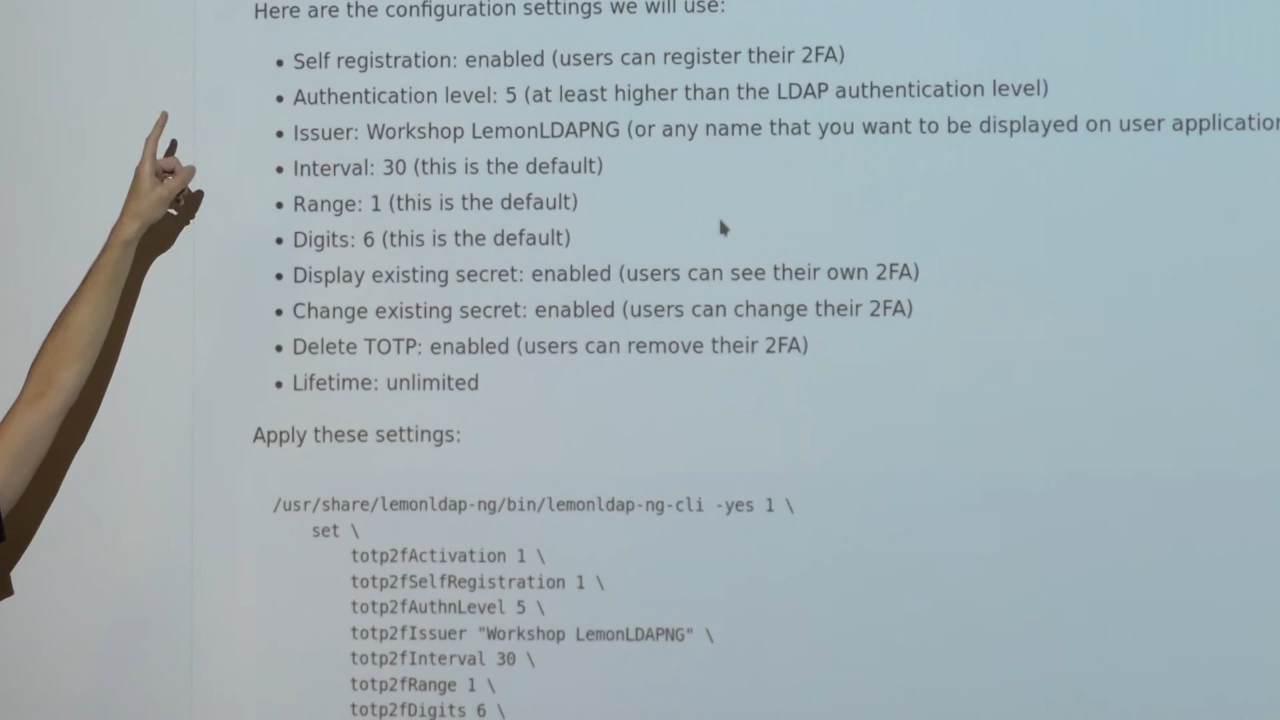 Here are the configuration settings we will use:
• Self registration: enabled (users can register their 2FA)
• Authentication level: 5 (at least higher than the LDAP authentication level)
• Issuer: Workshop LemonLDAPNG (or any name that you want to be displayed on user application
• Interval: 30 (this is the default)
• Range: 1 (this is the default)
• Digits: 6 (this is the default)
• Display existing secret: enabled (users can see their own 2FA)
• Change existing secret: enabled (users can change their 2FA)
• Delete TOTP: enabled (users can remove their 2FA)
• Lifetime: unlimited
Apply these settings:
/usr/share/lemonldap-ng/bin/lemonldap-ng-cli -yes 1 \
set \
totp2fActivation 1 \
totp2fSelfRegistration 1 \
totp2fAuthnLevel 5 \
totp2fIssuer "Workshop LemonLDAPNG" \
totp2fInterval 30 \
totp2fRange 1 \
totp2fDigits 6 \